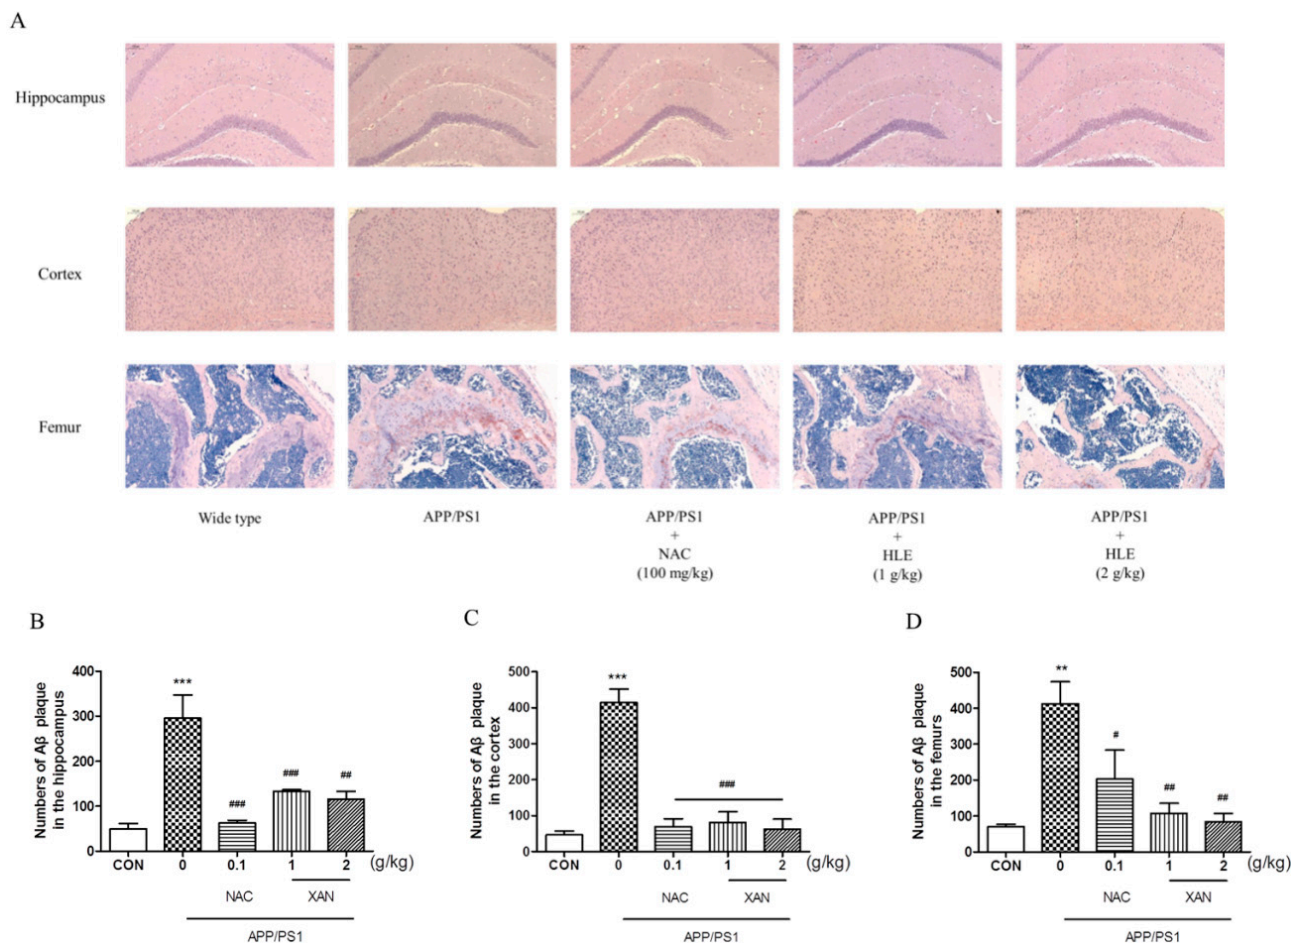 A
Hippocampus
Cortex
Femur
Wide type
APP/PS1
APP/PS1
+
NAC
(100 mg/kg)
APP/PS1
+
HLE
(1 g/kg)
APP/PS1
+
HLE
(2 g/kg)
B
Numbers of Aβ plaque
in the hippocampus
400
300
200
100
0
***
###
###
##
CON 0 0.1 1 2 (g/kg)
NAC XAN
APP/PS1
C
Numbers of Aβ plaque
in the cortex
500
400
300
200
100
0
***
###
CON 0 0.1 1 2 (g/kg)
NAC XAN
APP/PS1
D
Numbers of Aβ plaque
in the femurs
500
400
300
200
100
0
**
#
##
##
CON 0 0.1 1 2 (g/kg)
NAC XAN
APP/PS1